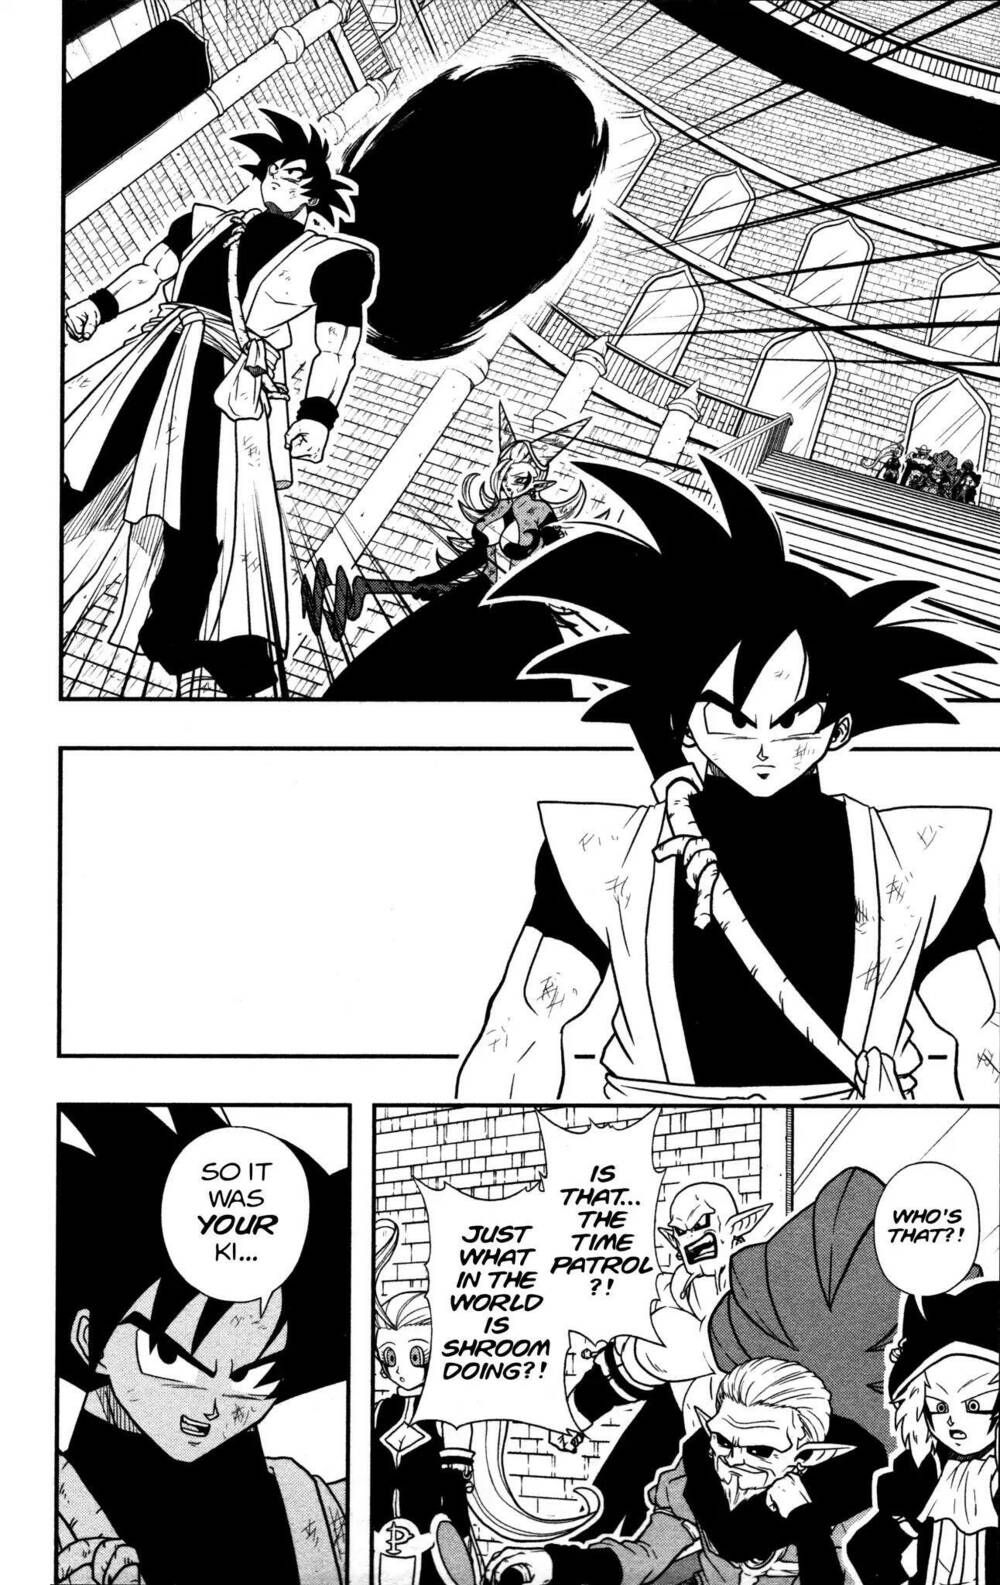 WHO'S
THAT?!
IS
THAT...
THE
TIME
PATROL
?!
JUST
WHAT
IN THE
WORLD
IS
SHROOM
DOING?!
SO IT
WAS
YOUR
KI...
P